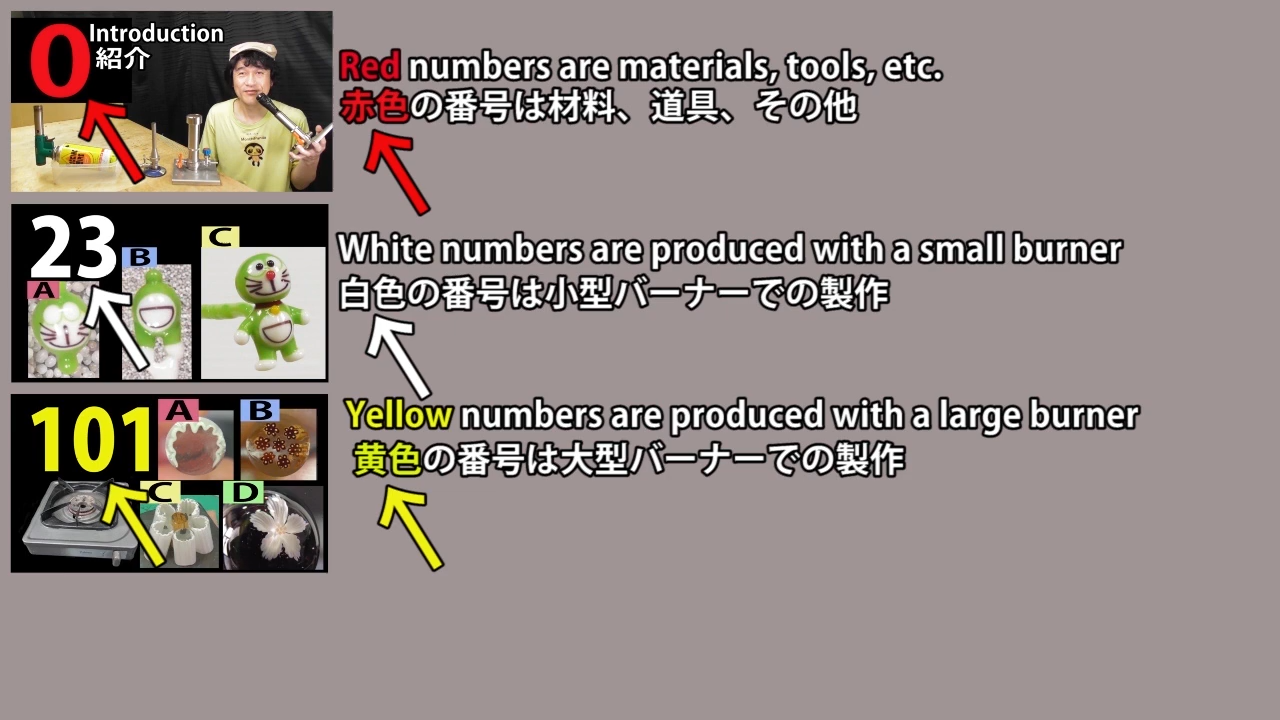 0
Introduction
紹介
Red numbers are materials, tools, etc.
赤色の番号は材料、道具、その他
23
A
B
C
White numbers are produced with a small burner
白色の番号は小型バーナーでの製作
101
A
B
C
D
Yellow numbers are produced with a large burner
黄色の番号は大型バーナーでの製作